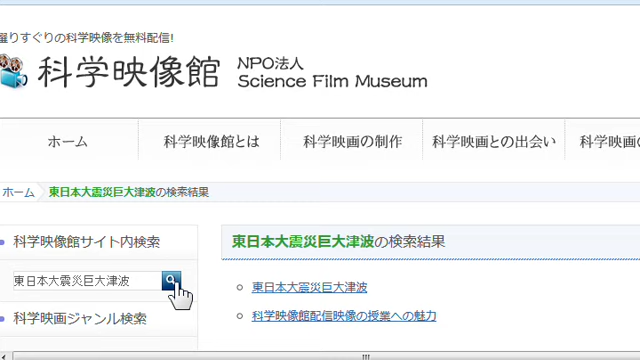 選りすぐりの科学映像を無料配信!
科学映像館 NPO法人 Science Film Museum
ホーム 科学映像館とは 科学映画の制作 科学映画との出会い 科学映画の
ホーム 東日本大震災巨大津波の検索結果
科学映像館サイト内検索
東日本大震災巨大津波
科学映画ジャンル検索
東日本大震災巨大津波の検索結果
東日本大震災巨大津波
科学映像館配信映像の授業への魅力